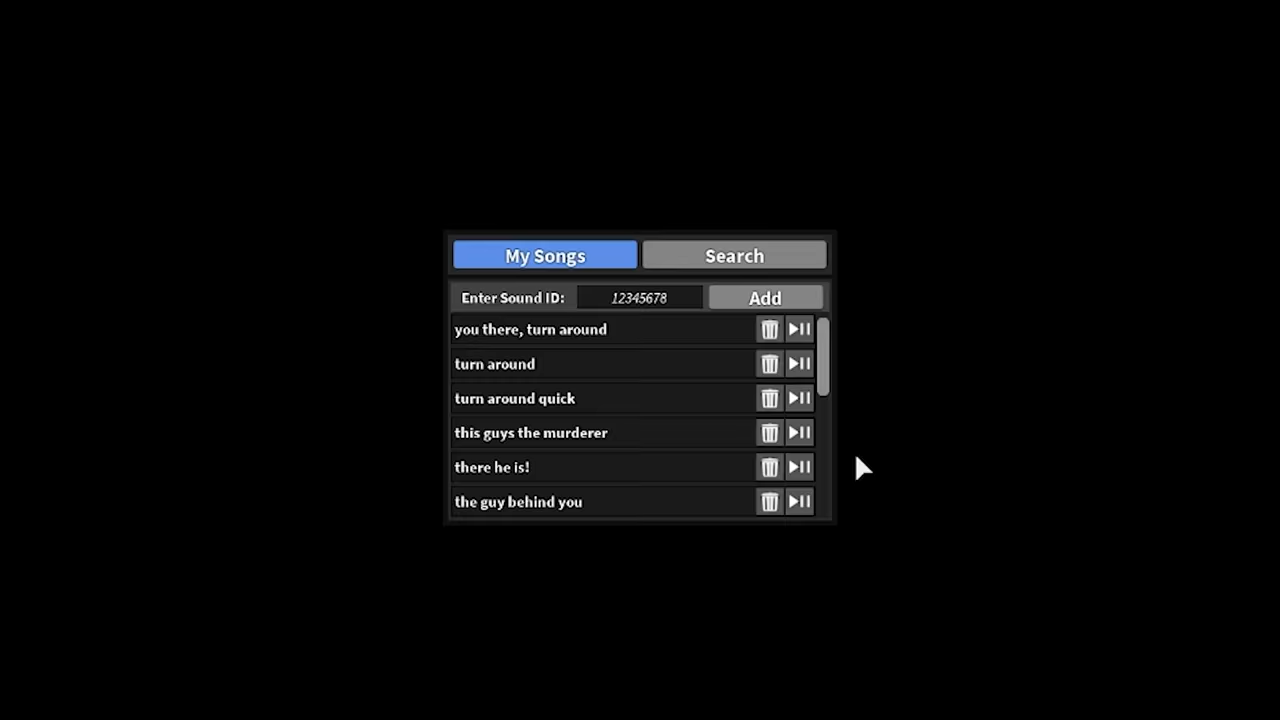 My Songs Search
Enter Sound ID: 12345678 Add
you there, turn around
turn around
turn around quick
this guys the murderer
there he is!
the guy behind you